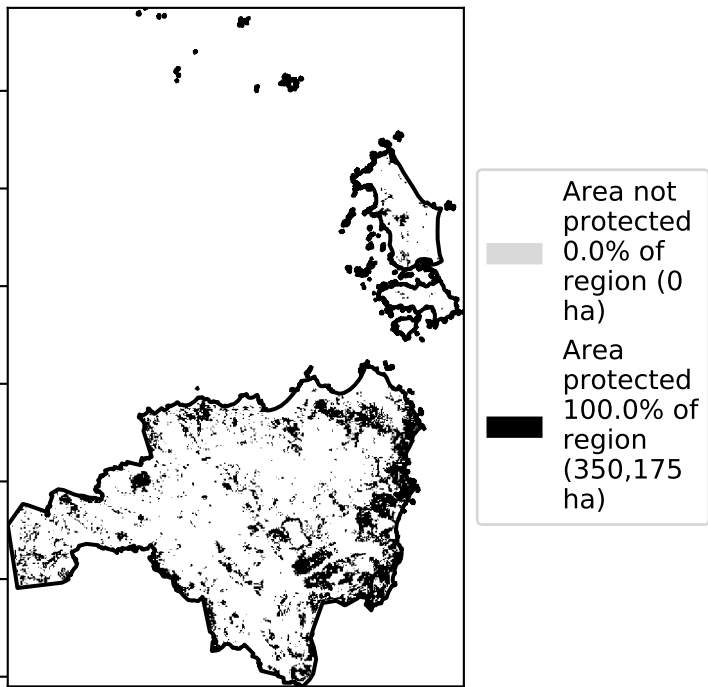 Area not
protected
0.0% of
region (0
ha)
Area
protected
100.0% of
region
(350,175
ha)